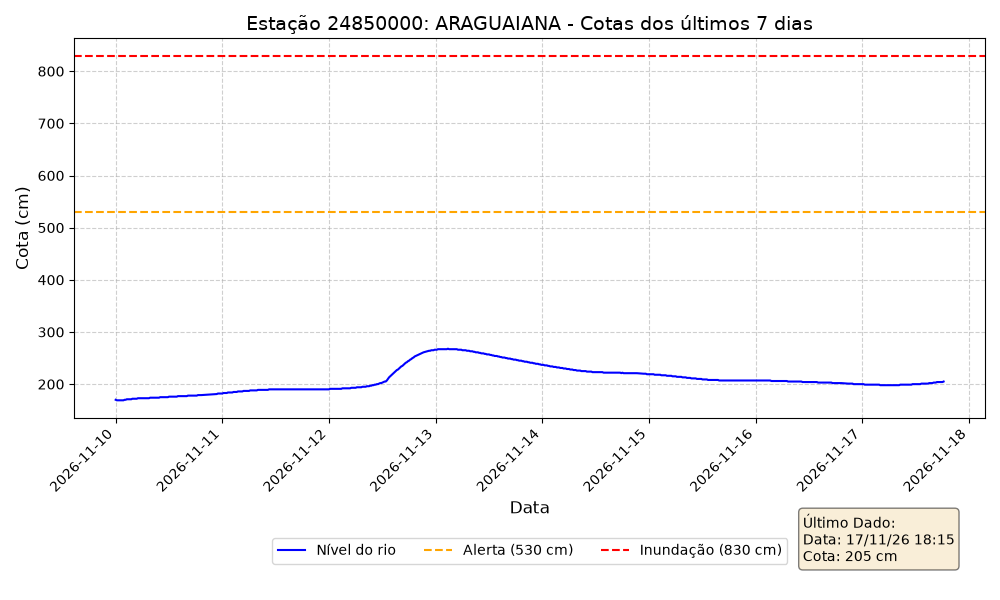 Estação 24850000: ARAGUAIANA - Cotas dos últimos 7 dias
Cota (cm)
800
700
600
500
400
300
200
2026-11-10
2026-11-11
2026-11-12
2026-11-13
2026-11-14
2026-11-15
2026-11-16
2026-11-17
2026-11-18
Data
Nível do rio
Alerta (530 cm)
Inundação (830 cm)
Último Dado:
Data: 17/11/26 18:15
Cota: 205 cm